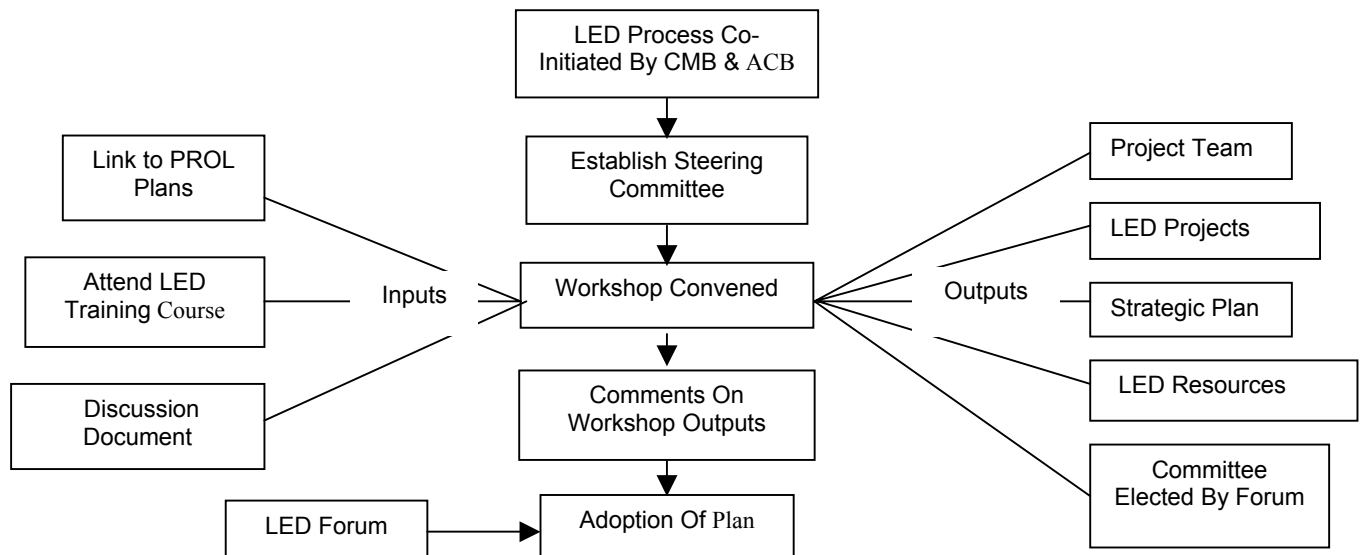 LED Process Co-
Initiated By CMB & ACB
Link to PROL
Plans
Establish Steering
Committee
Project Team
LED Projects
Attend LED
Training Course
Inputs
Workshop Convened
Outputs
Strategic Plan
Discussion
Document
Comments On
Workshop Outputs
LED Resources
Committee
Elected By Forum
LED Forum
Adoption Of Plan